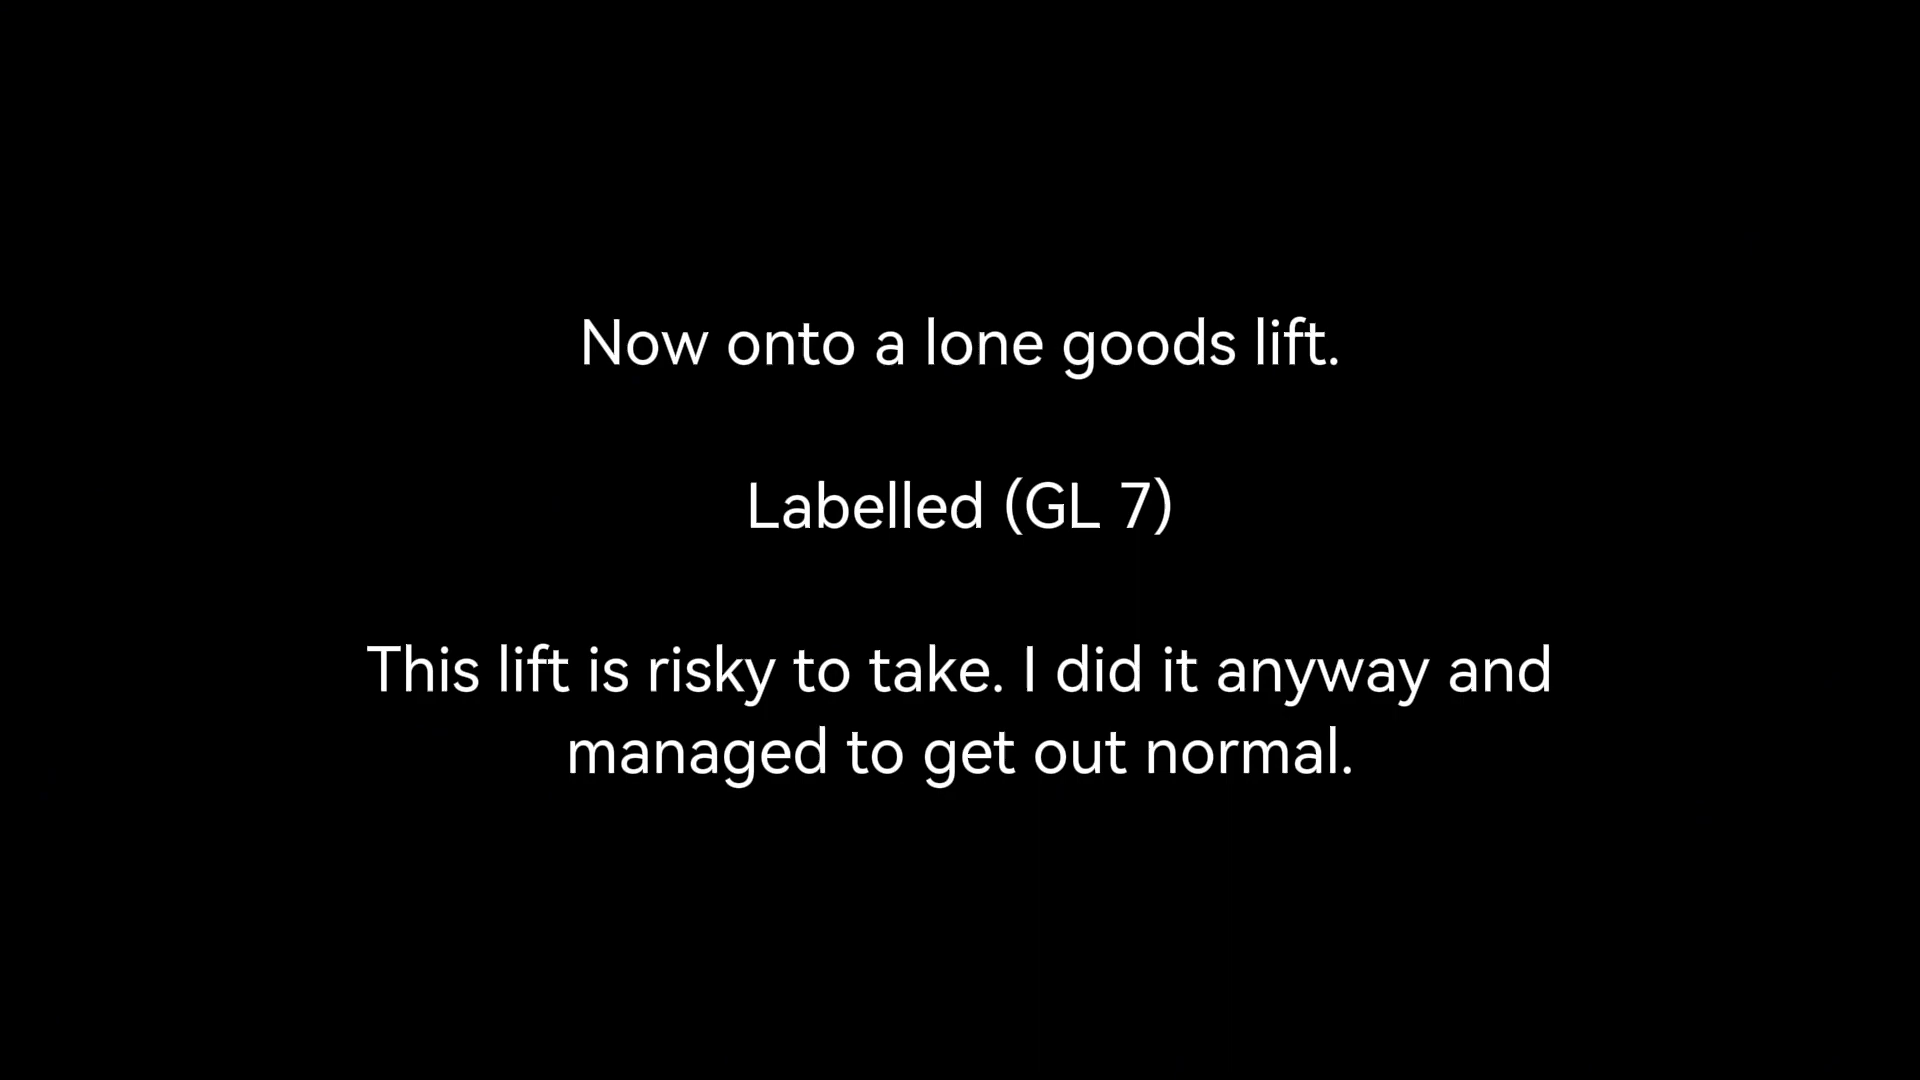 Now onto a lone goods lift.
Labelled (GL 7)
This lift is risky to take. I did it anyway and
managed to get out normal.